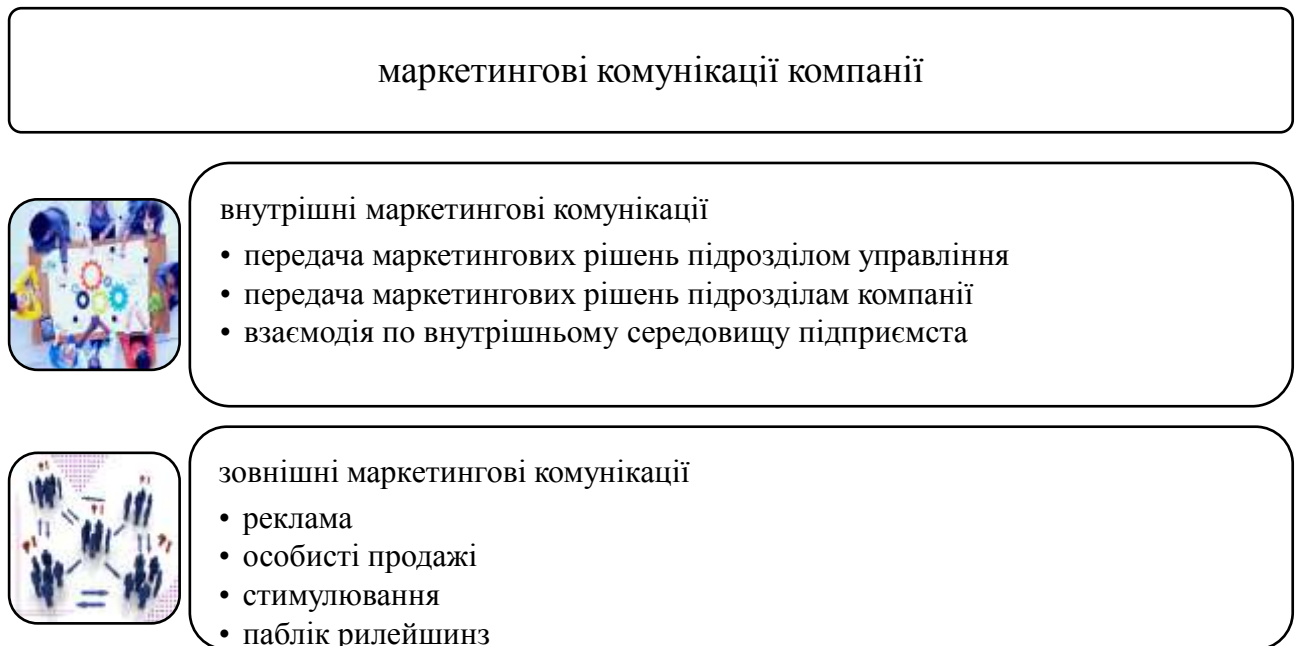 маркетингові комунікації компанії
внутрішні маркетингові комунікації
• передача маркетингових рішень підрозділом управління
• передача маркетингових рішень підрозділам компанії
• взаємодія по внутрішньому середовищу підприємста
зовнішні маркетингові комунікації
• реклама
• особисті продажі
• стимулювання
• паблік рилейшинз